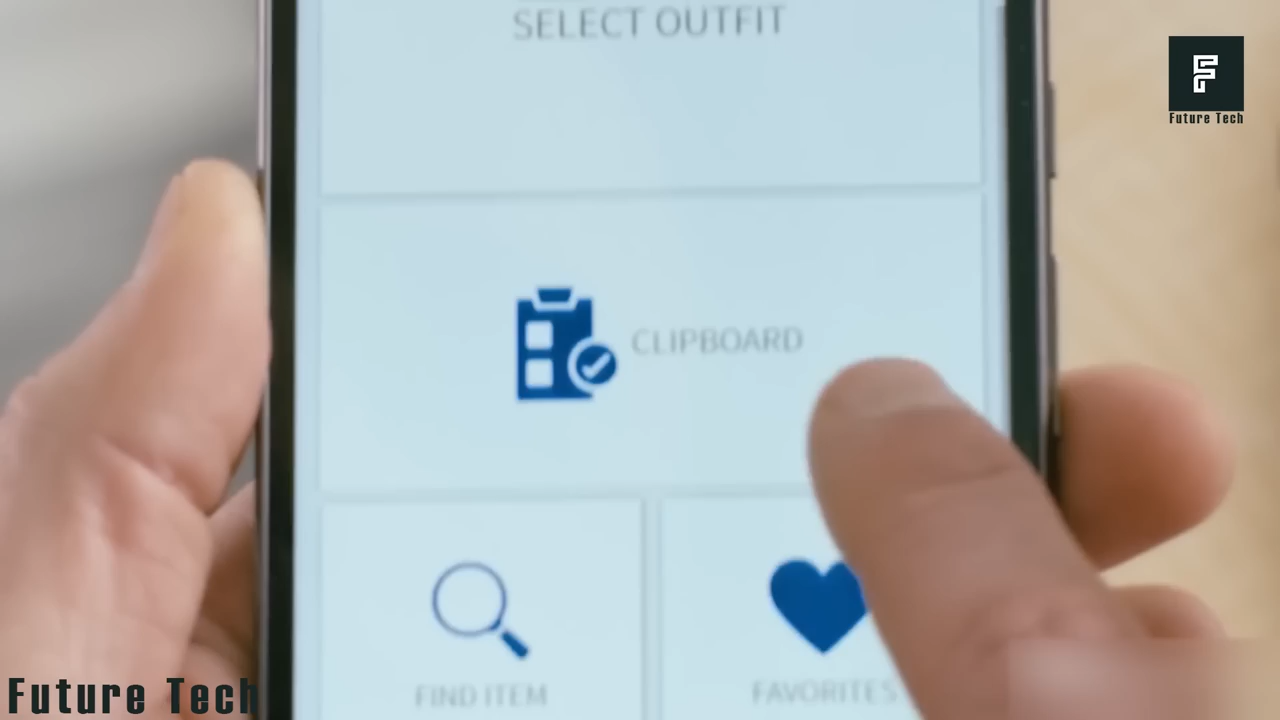 SELECT OUTFIT
Future Tech
CLIPBOARD
FIND ITEM
FAVORITES
Future Tech